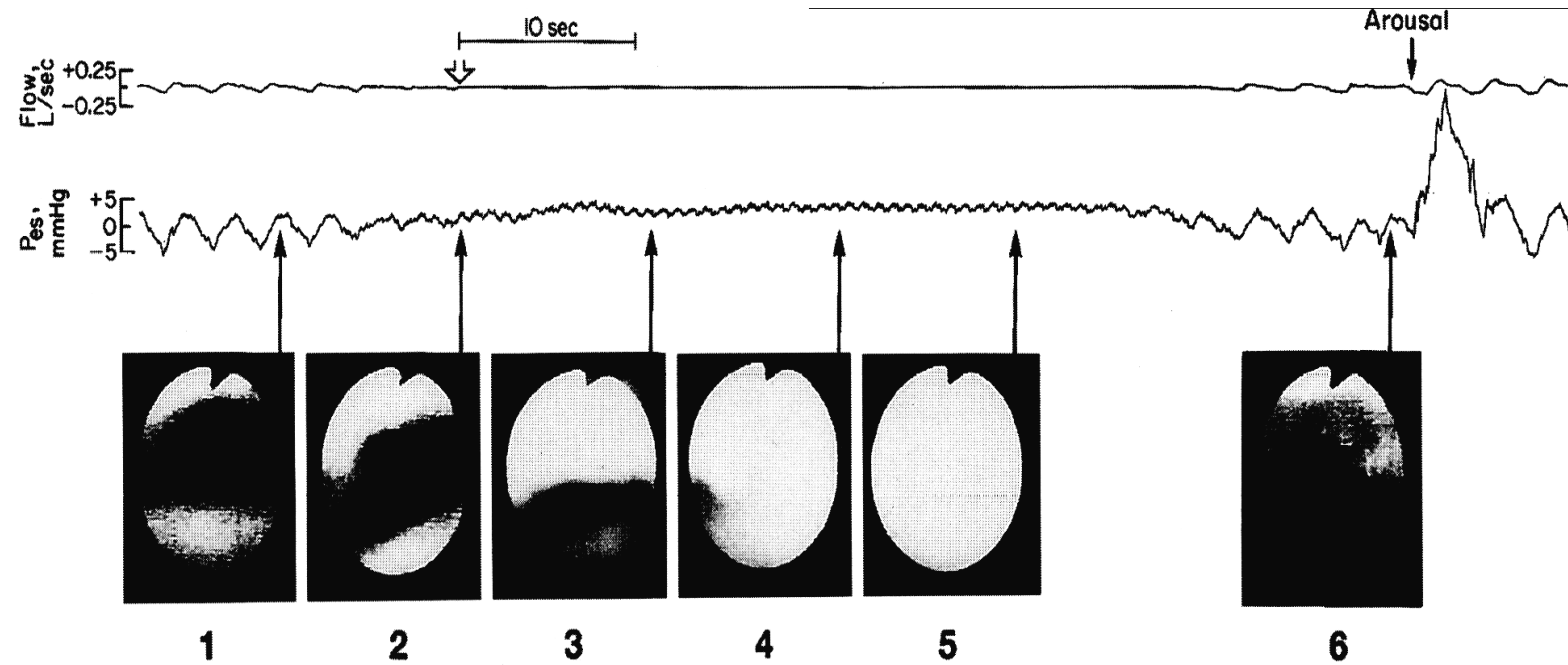 10 sec
Arousal
Flow, L/sec
+0.25
-0.25
Pes, mmHg
+5
0
-5
1 2 3 4 5 6